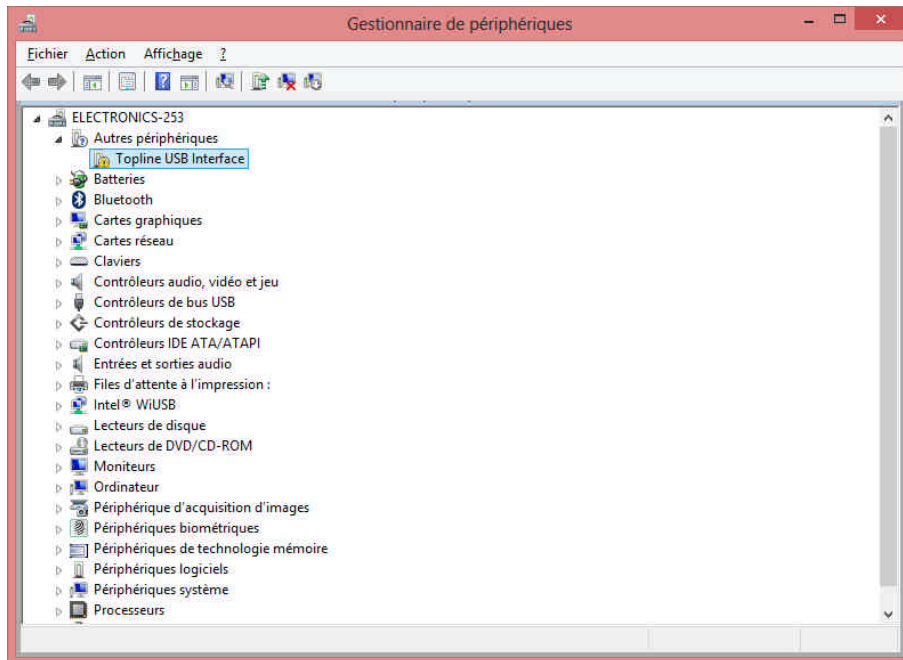 Gestionnaire de périphériques
Fichier Action Affichage ?
ELECTRONICS-253
Autres périphériques
Topline USB Interface
Batteries
Bluetooth
Cartes graphiques
Cartes réseau
Claviers
Contrôleurs audio, vidéo et jeu
Contrôleurs de bus USB
Contrôleurs de stockage
Contrôleurs IDE ATA/ATAPI
Entrées et sorties audio
Files d'attente à l'impression :
Intel® WiUSB
Lecteurs de disque
Lecteurs de DVD/CD-ROM
Moniteurs
Ordinateur
Périphérique d'acquisition d'images
Périphériques biométriques
Périphériques de technologie mémoire
Périphériques logiciels
Périphériques système
Processeurs